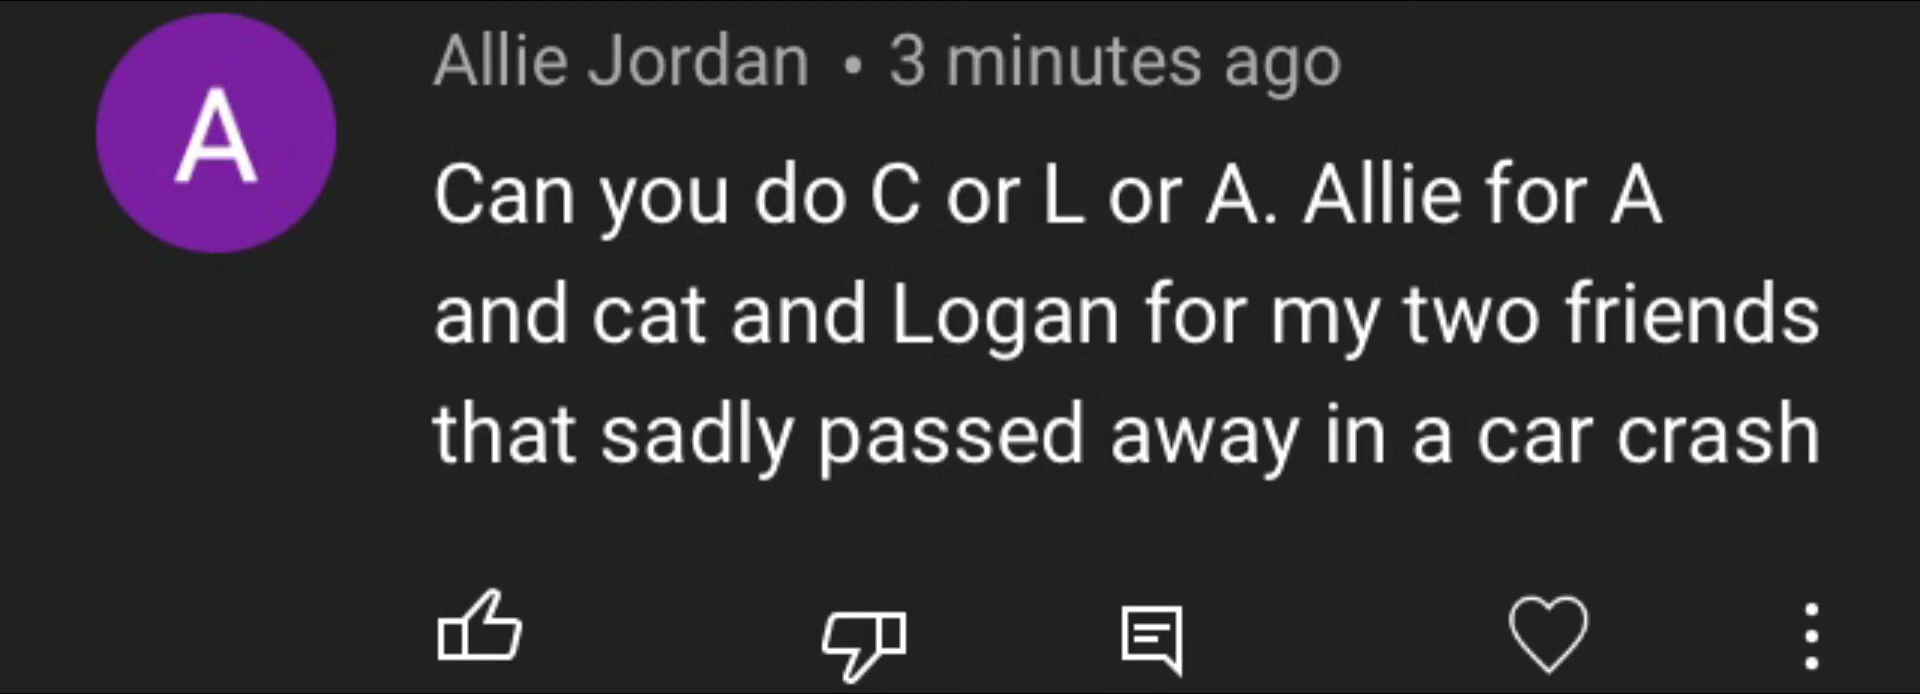 A
Allie Jordan • 3 minutes ago
Can you do C or L or A. Allie for A
and cat and Logan for my two friends
that sadly passed away in a car crash